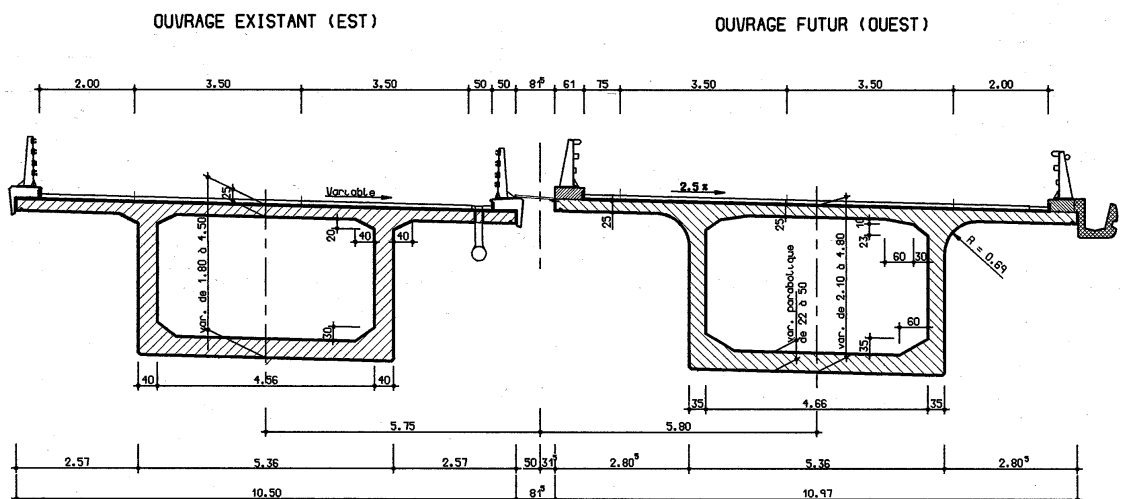 OUVRAGE EXISTANT (EST)
OUVRAGE FUTUR (OUEST)
2.00 3.50 3.50 50 50 81⁵ 61 75 3.50 3.50 2.00
Variable
2.5 %
25
20
40 40
var. de 1.80 à 4.50
30
25
25
10
23
60 30
R = 0.69
var. parabolique
de 22 à 50
var. de 2.10 à 4.80
60
35
40 4.56 40
35 4.66 35
5.75 5.80
2.57 5.36 2.57 50 31⁵ 2.80⁵ 5.36 2.80⁵
10.50 81⁵ 10.97